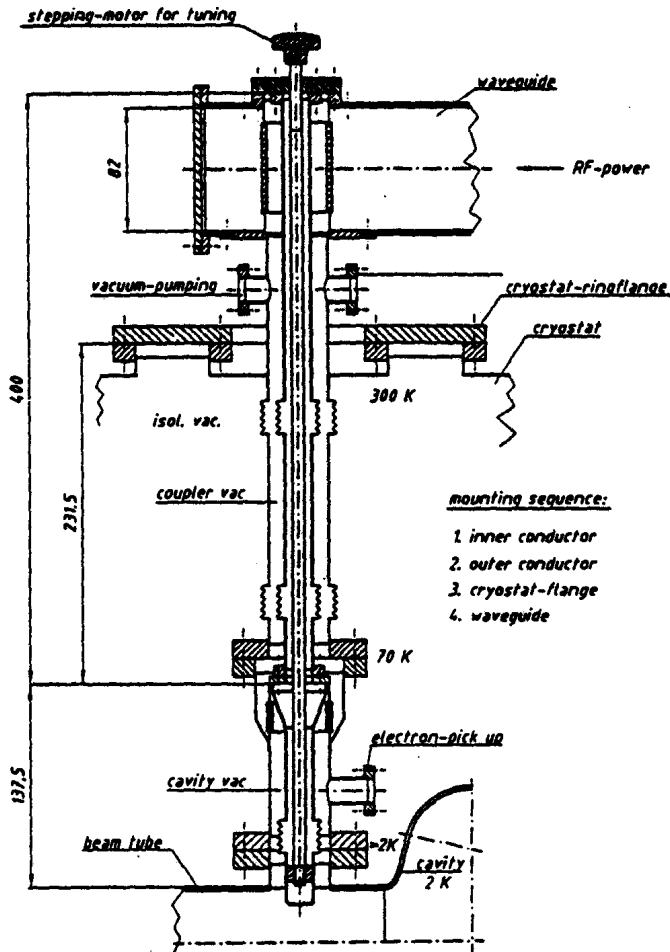 stepping-motor for tuning
waveguide
82
RF-power
vacuum-pumping
cryostat-ringflange
cryostat
400
300 K
isol. vac.
231,5
coupler vac
mounting sequence:
1. inner conductor
2. outer conductor
3. cryostat-flange
4. waveguide
70 K
electron-pick up
137,5
cavity vac
beam tube
≈2K
cavity
2 K